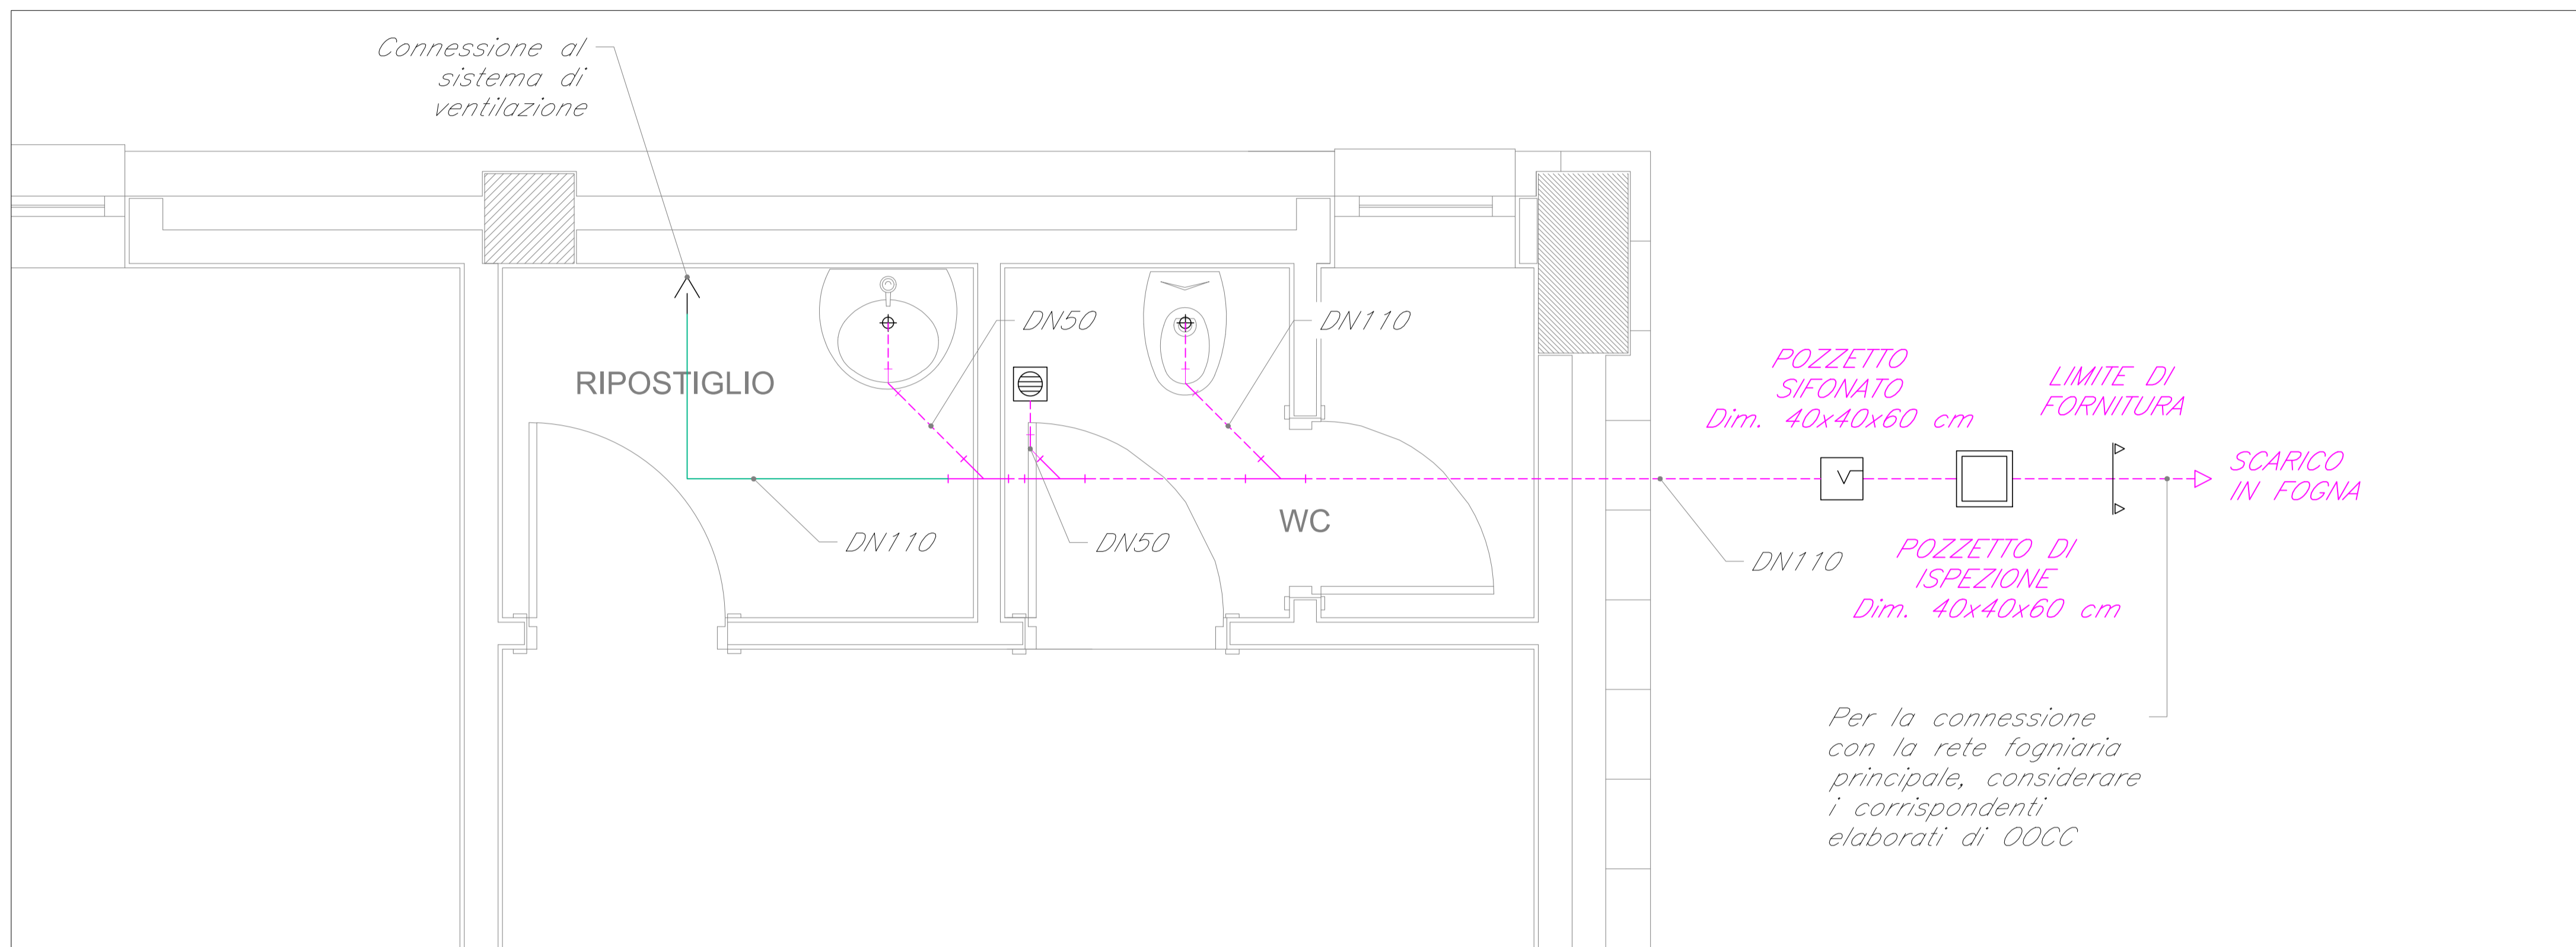 Connessione al
sistema di
ventilazione
DN50
DN110
RIPOSTIGLIO
POZZETTO
SIFONATO
Dim. 40x40x60 cm
LIMITE DI
FORNITURA
SCARICO
IN FOGNA
WC
DN110
DN50
DN110
POZZETTO DI
ISPEZIONE
Dim. 40x40x60 cm
Per la connessione
con la rete fogniaria
principale, considerare
i corrispondenti
elaborati di OOCC